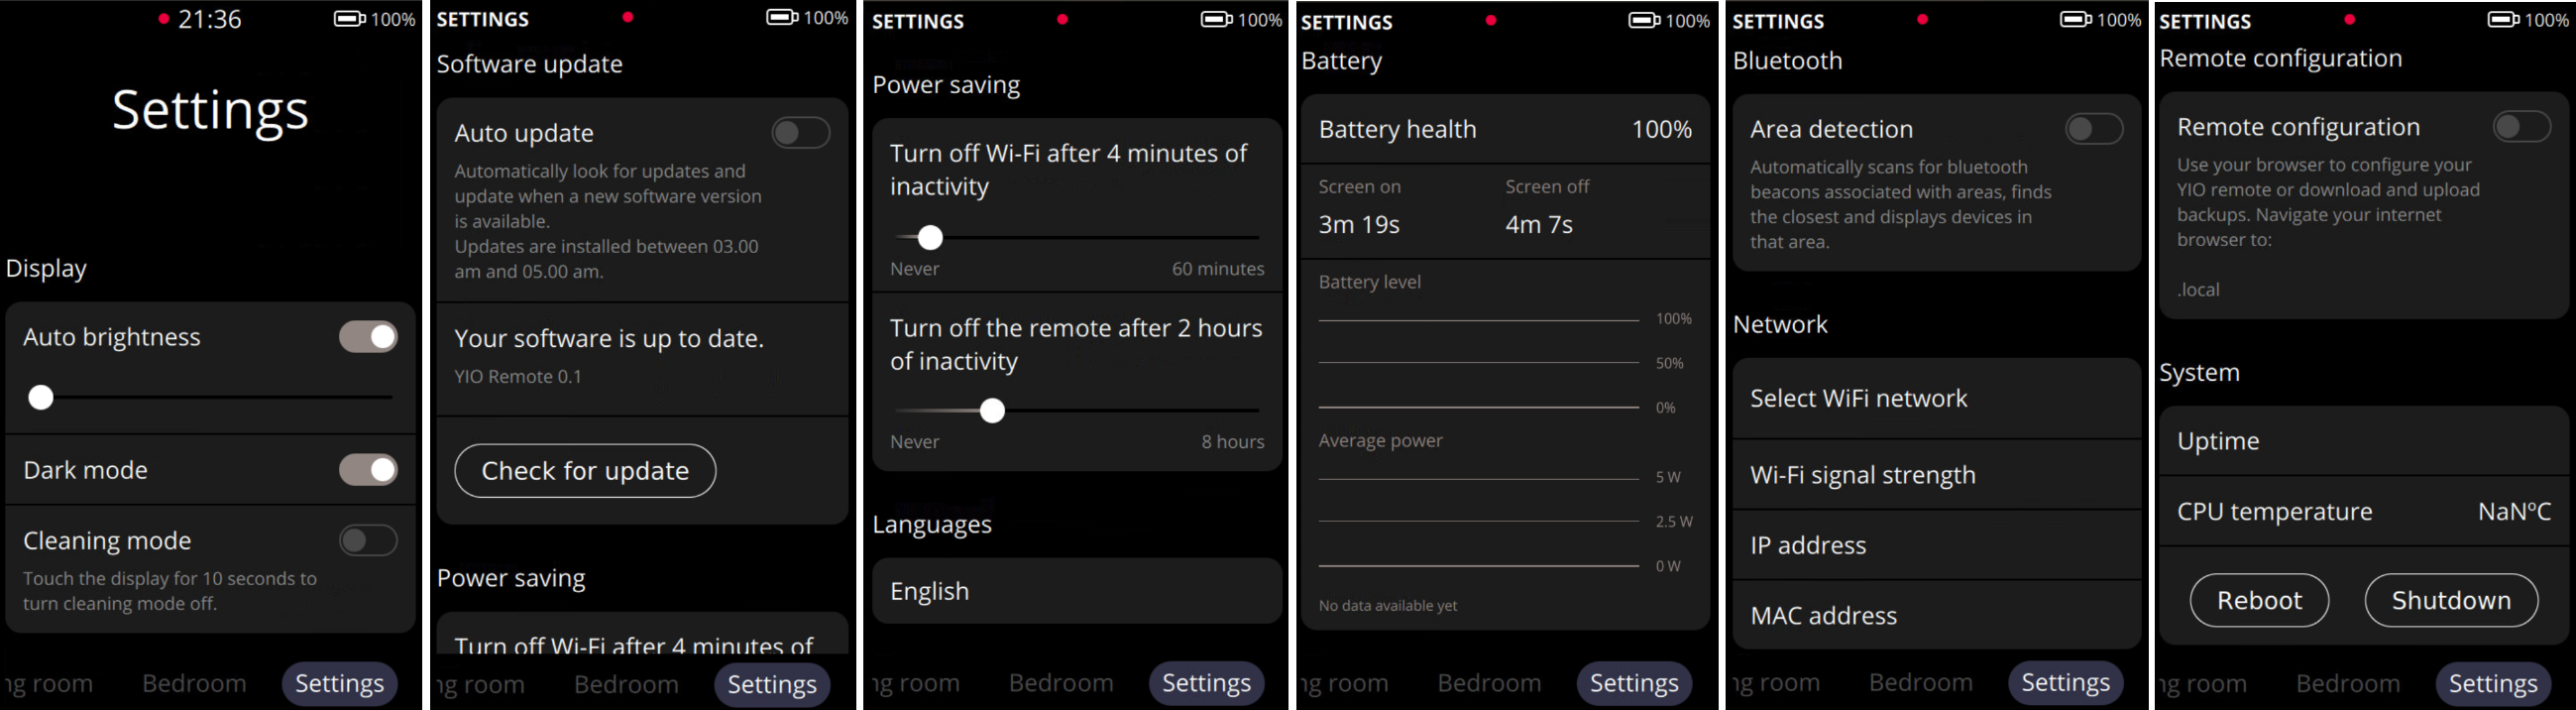 21:36
100%
Settings
Display
Auto brightness
Dark mode
Cleaning mode
Touch the display for 10 seconds to
turn cleaning mode off.
ng room
Bedroom
Settings
SETTINGS
100%
Software update
Auto update
Automatically look for updates and
update when a new software version
is available.
Updates are installed between 03.00
am and 05.00 am.
Your software is up to date.
YIO Remote 0.1
Check for update
Power saving
Turn off Wi-Fi after 4 minutes of
ng room
Bedroom
Settings
SETTINGS
100%
Power saving
Turn off Wi-Fi after 4 minutes of
inactivity
Never
60 minutes
Turn off the remote after 2 hours
of inactivity
Never
8 hours
Languages
English
ng room
Bedroom
Settings
SETTINGS
100%
Battery
Battery health
100%
Screen on
Screen off
3m 19s
4m 7s
Battery level
100%
50%
0%
Average power
5 W
2.5 W
0 W
No data available yet
ng room
Bedroom
Settings
SETTINGS
100%
Bluetooth
Area detection
Automatically scans for bluetooth
beacons associated with areas, finds
the closest and displays devices in
that area.
Network
Select WiFi network
Wi-Fi signal strength
IP address
MAC address
ng room
Bedroom
Settings
SETTINGS
100%
Remote configuration
Remote configuration
Use your browser to configure your
YIO remote or download and upload
backups. Navigate your internet
browser to:
.local
System
Uptime
CPU temperature
NaNºC
Reboot
Shutdown
ng room
Bedroom
Settings